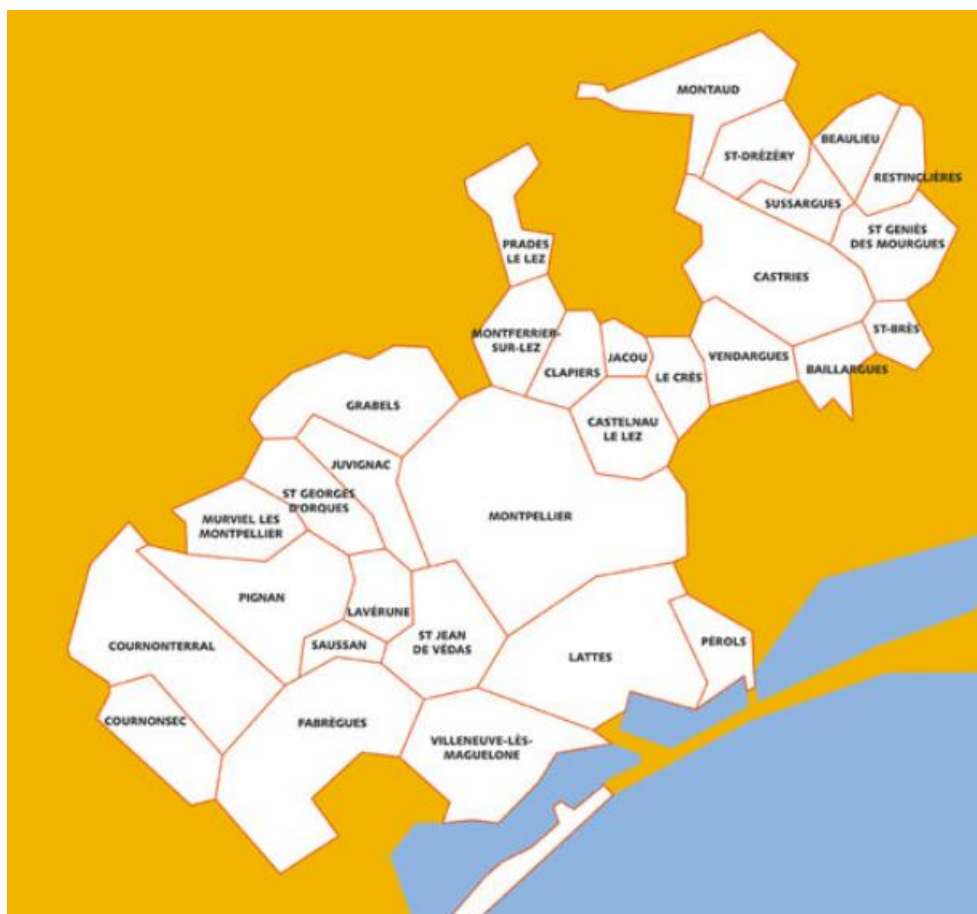 MONTAUD
BEAULIEU
ST-DRÉZÉRY
RESTINCLIÈRES
SUSSARGUES
ST GENIÈS
DES MOURGUES
PRADES
LE LEZ
CASTRIES
ST-BRÈS
MONTFERRIER-
SUR-LEZ
JACOU
VENDARGUES
CLAPIERS
LE CRÈS
BAILLARGUES
GRABELS
CASTELNAU
LE LEZ
JUVIGNAC
ST GEORGES
D'ORQUES
MURVIEL LES
MONTPELLIER
MONTPELLIER
PIGNAN
LAVÉRUNE
COURNONTERRAL
SAUSSAN
ST JEAN
DE VÉDAS
LATTES
PÉROLS
COURNONSEC
FABRÈGUES
VILLENEUVE-LÈS-
MAGUELONE